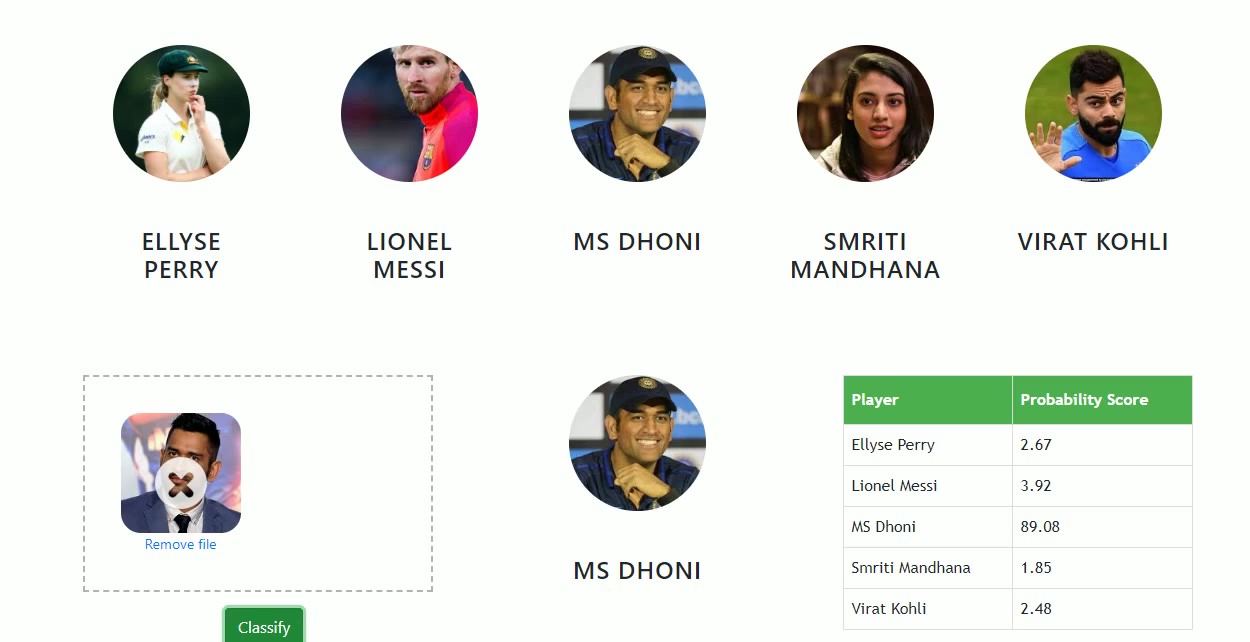 ELLYSE
PERRY
LIONEL
MESSI
MS DHONI
SMRITI
MANDHANA
VIRAT KOHLI
Remove file
Classify
MS DHONI
Player Probability Score
Ellyse Perry 2.67
Lionel Messi 3.92
MS Dhoni 89.08
Smriti Mandhana 1.85
Virat Kohli 2.48